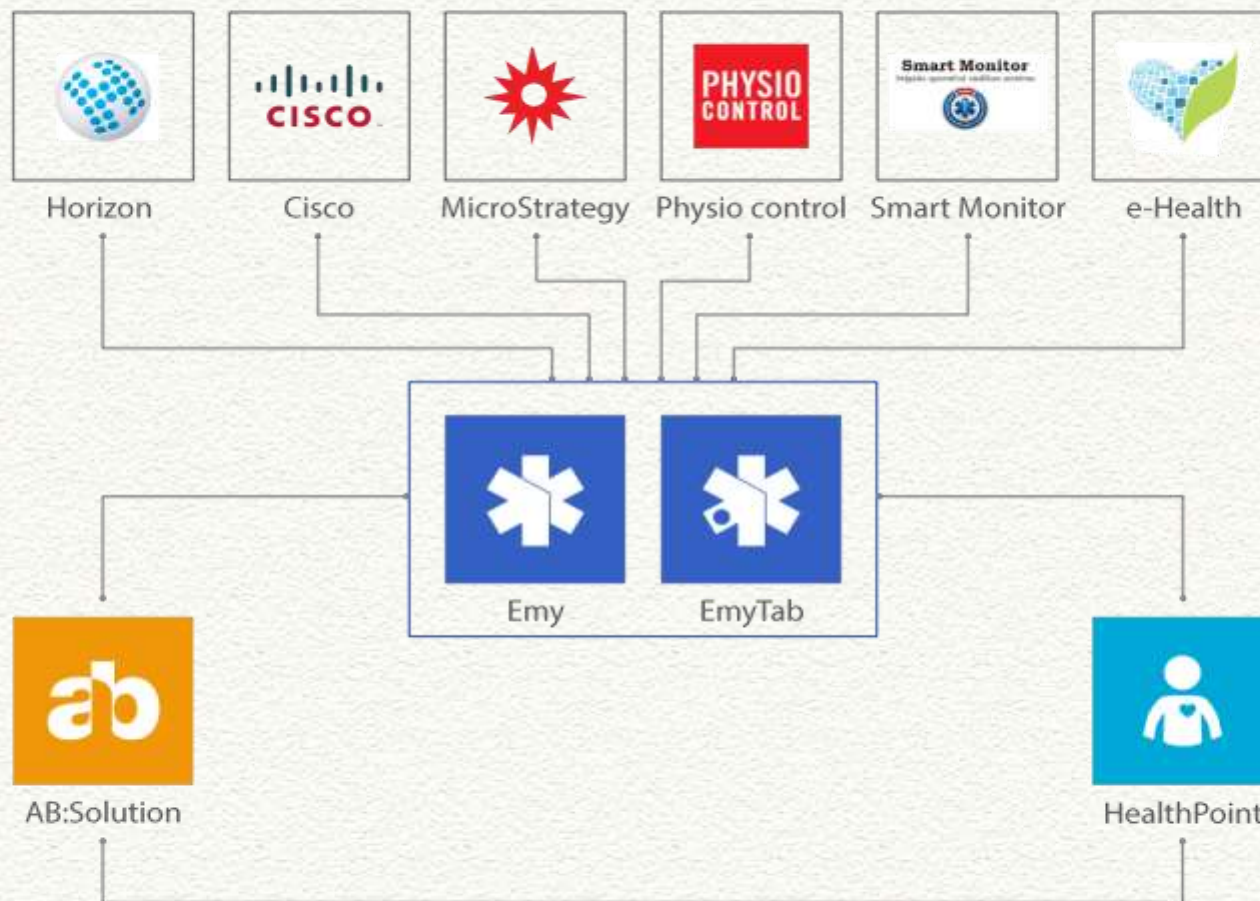 CISCO
PHYSIO
CONTROL
Smart Monitor
Horizon
Cisco
MicroStrategy
Physio control
Smart Monitor
e-Health
Emy
EmyTab
ab
AB:Solution
HealthPoint